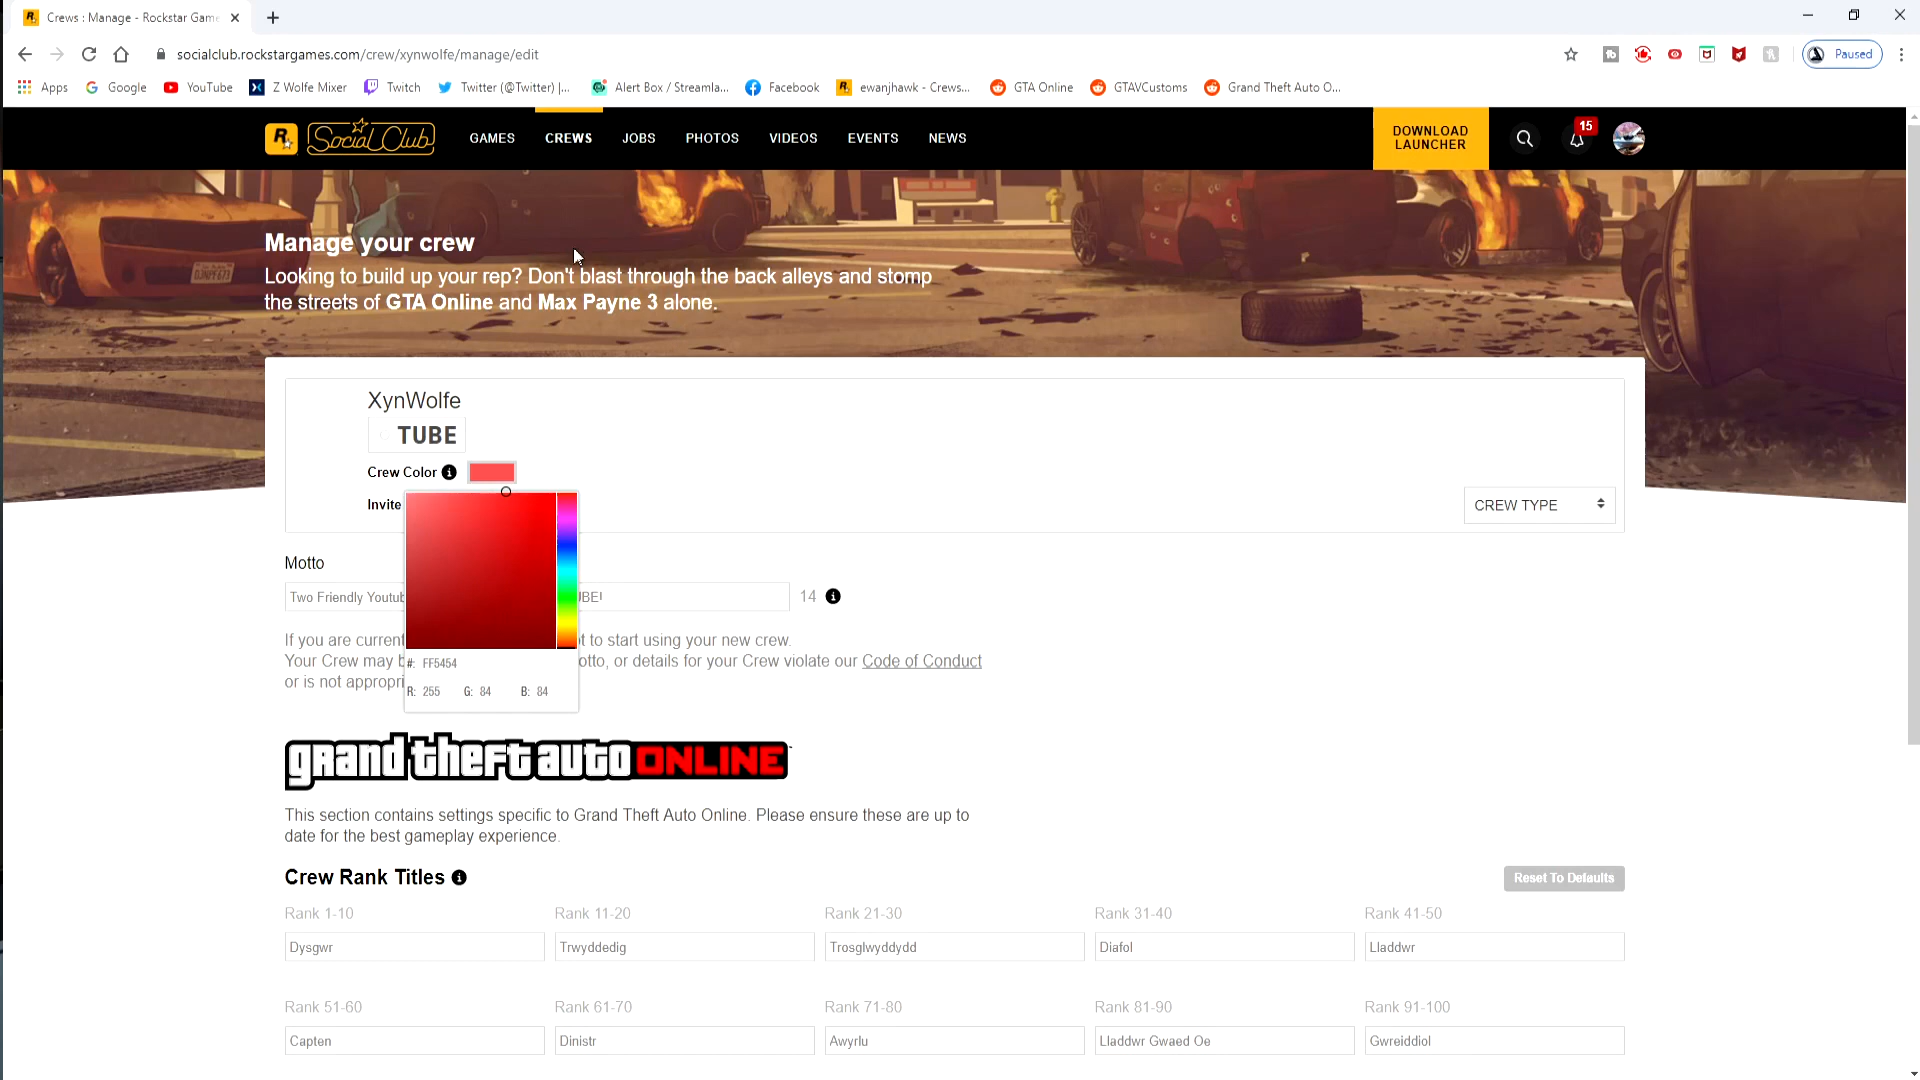 Crews : Manage - Rockstar Game
socialclub.rockstargames.com/crew/xynwolfe/manage/edit
Paused
Apps Google YouTube Z Wolfe Mixer Twitch Twitter (@Twitter) |... Alert Box / Streamla... Facebook ewanjhawk - Crews... GTA Online GTAVCustoms Grand Theft Auto O...
R Social Club GAMES CREWS JOBS PHOTOS VIDEOS EVENTS NEWS
DOWNLOAD
LAUNCHER
15
Manage your crew
Looking to build up your rep? Don't blast through the back alleys and stomp
the streets of GTA Online and Max Payne 3 alone.
XynWolfe
TUBE
Crew Color
Invite
CREW TYPE
Motto
Two Friendly Youtub UBE! 14
If you are current t to start using your new crew.
Your Crew may b otto, or details for your Crew violate our Code of Conduct
or is not appropri
#: FF5454
R: 255 G: 84 B: 84
grand theft auto ONLINE
This section contains settings specific to Grand Theft Auto Online. Please ensure these are up to
date for the best gameplay experience.
Crew Rank Titles
Reset To Defaults
Rank 1-10 Rank 11-20 Rank 21-30 Rank 31-40 Rank 41-50
Dysgwr Trwyddedig Trosglwyddydd Diafol Lladdwr
Rank 51-60 Rank 61-70 Rank 71-80 Rank 81-90 Rank 91-100
Capten Dinistr Awyrlu Lladdwr Gwaed Oe Gwreiddiol